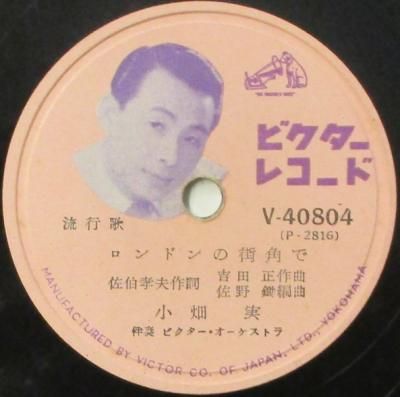 "HIS MASTER'S VOICE"
ビクター
レコード
流行歌
V-40804
(P-2816)
ロンドンの街角で
佐伯孝夫作詞 吉田 正作曲
佐野 鋤編曲
小畑 実
伴奏 ビクター・オーケストラ
MANUFACTURED BY VICTOR CO. OF JAPAN, LTD., YOKOHAMA